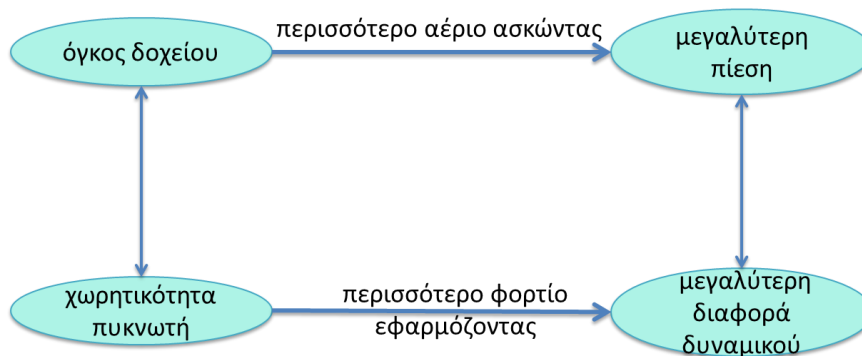 όγκος δοχείου
περισσότερο αέριο ασκώντας
μεγαλύτερη
πίεση
χωρητικότητα
πυκνωτή
περισσότερο φορτίο
εφαρμόζοντας
μεγαλύτερη
διαφορά
δυναμικού